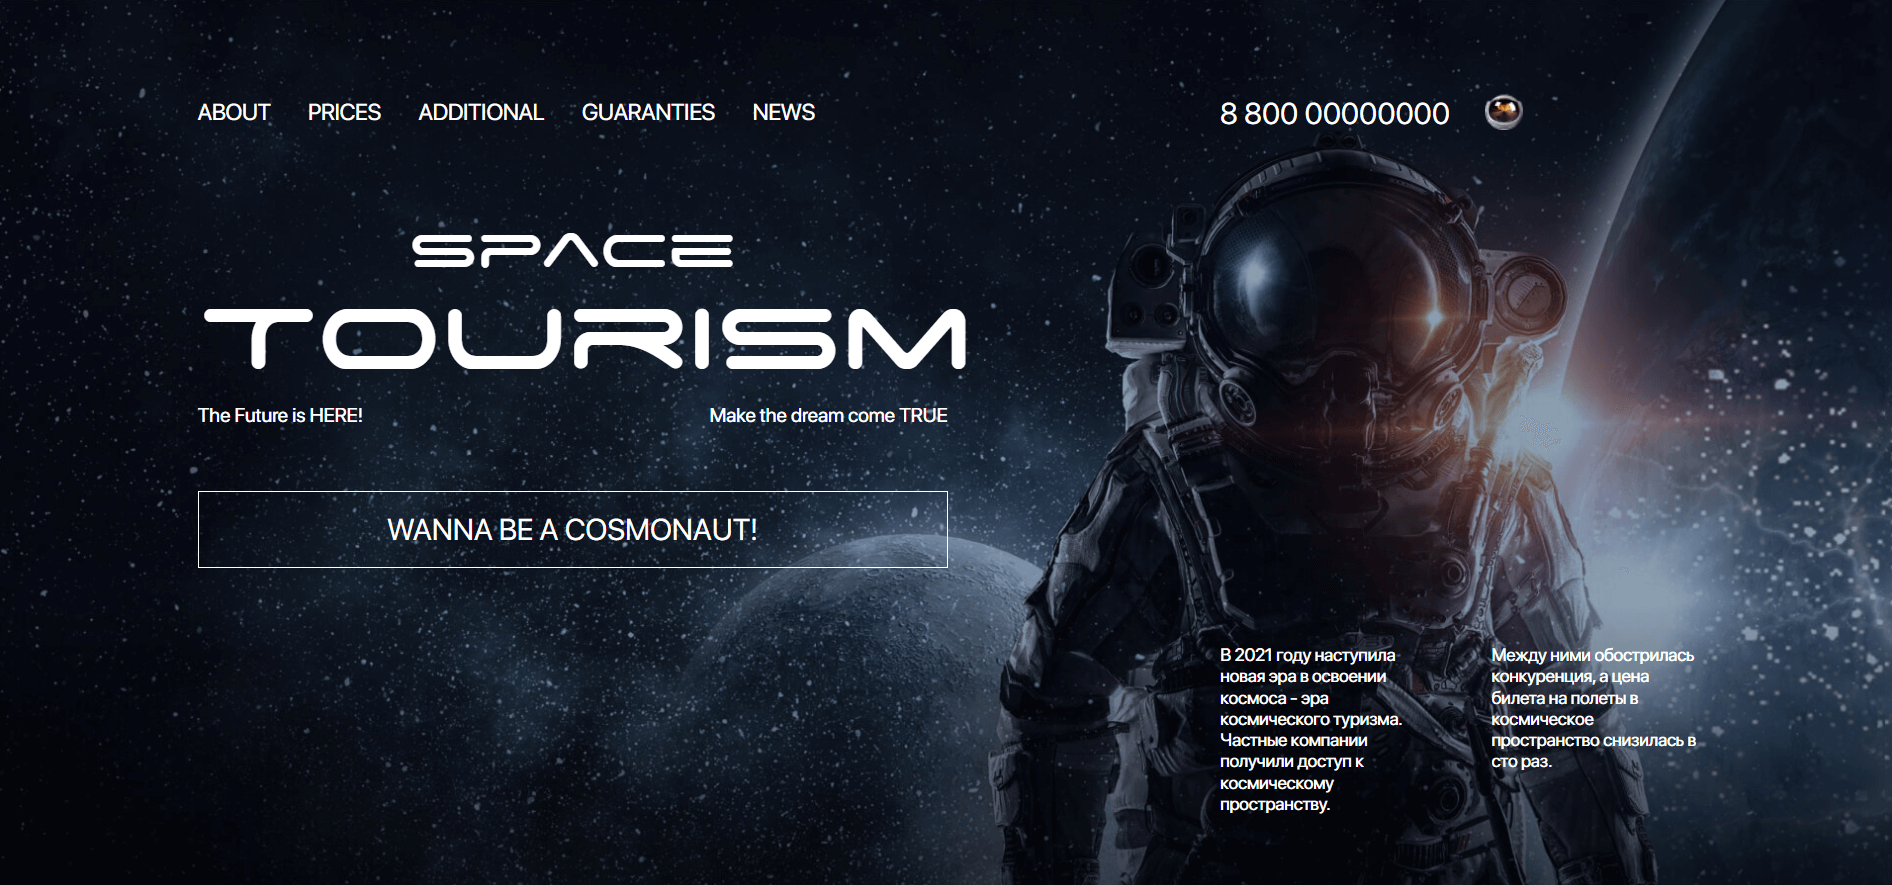 ABOUT PRICES ADDITIONAL GUARANTIES NEWS 8 800 00000000
SPACE
TOURISM
The Future is HERE! Make the dream come TRUE
WANNA BE A COSMONAUT!
В 2021 году наступила
новая эра в освоении
космоса - эра
космического туризма.
Частные компании
получили доступ к
космическому
пространству.
Между ними обострилась
конкуренция, а цена
билета на полеты в
космическое
пространство снизилась в
сто раз.